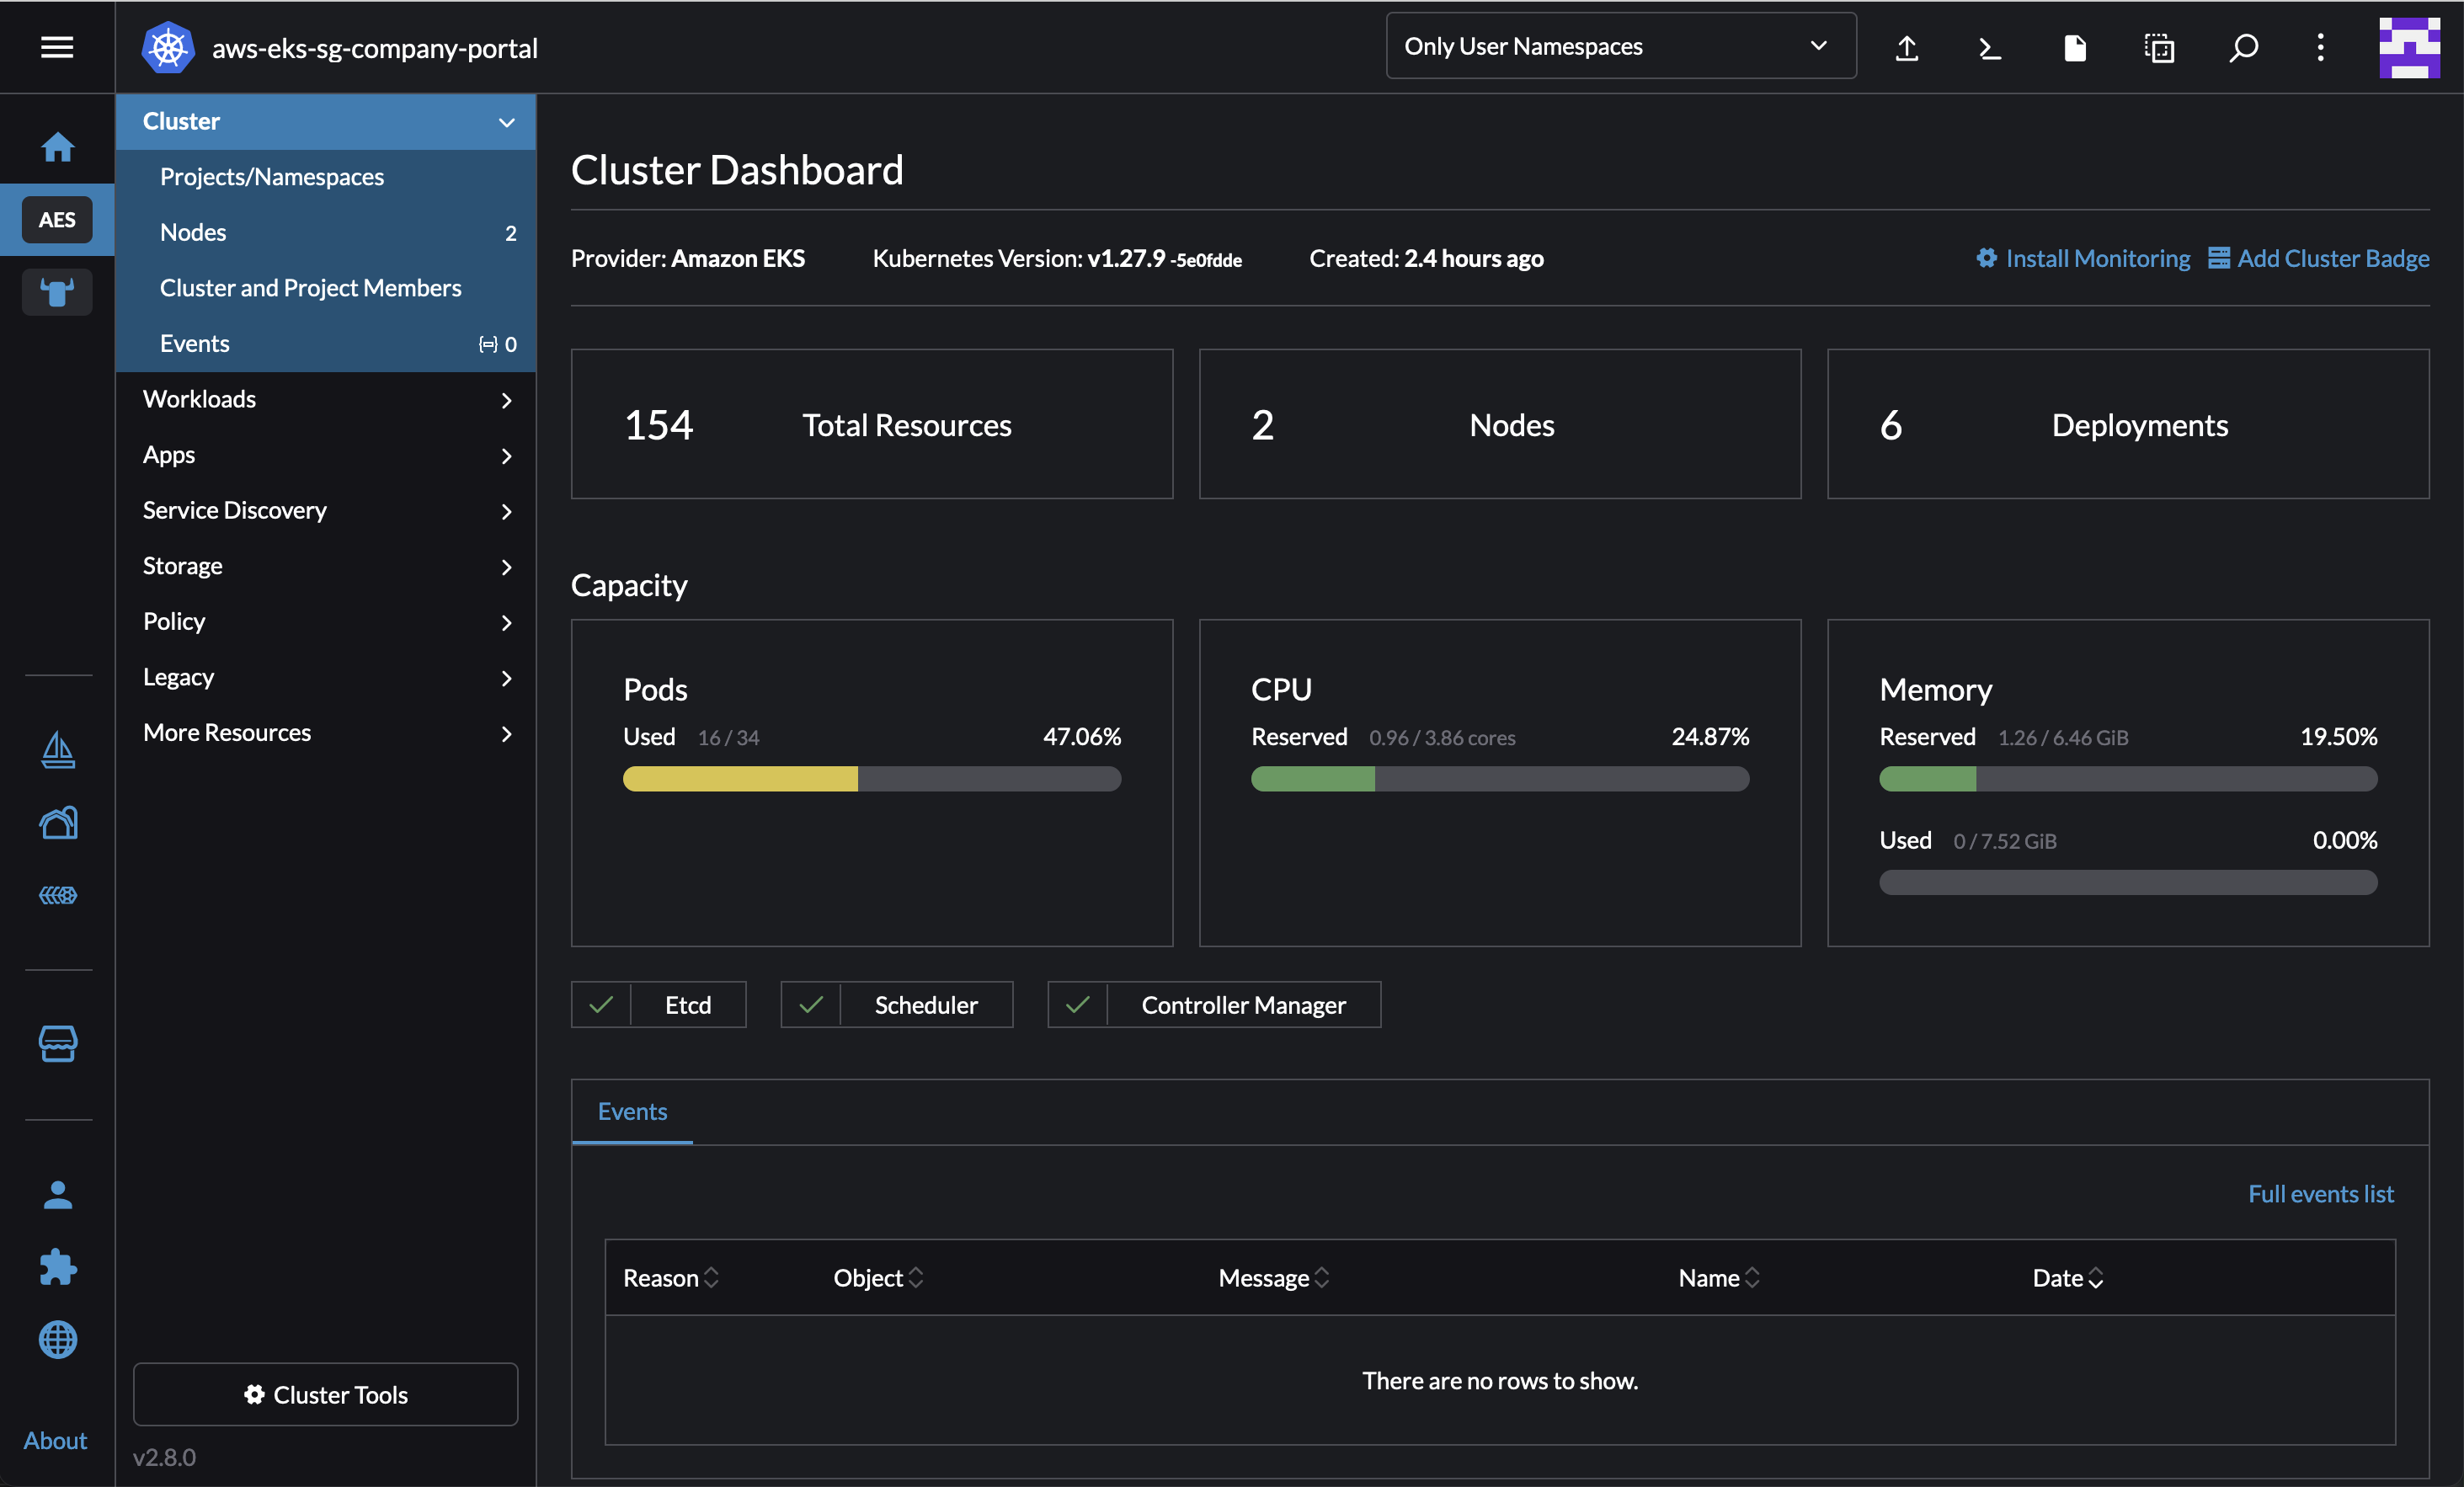 aws-eks-sg-company-portal
Only User Namespaces
AES
About
Cluster
Projects/Namespaces
Nodes 2
Cluster and Project Members
Events 0
Workloads
Apps
Service Discovery
Storage
Policy
Legacy
More Resources
Cluster Tools
v2.8.0
Cluster Dashboard
Provider: Amazon EKS Kubernetes Version: v1.27.9 -5e0fdde Created: 2.4 hours ago Install Monitoring Add Cluster Badge
154 Total Resources
2 Nodes
6 Deployments
Capacity
Pods
Used 16 / 34 47.06%
CPU
Reserved 0.96 / 3.86 cores 24.87%
Memory
Reserved 1.26 / 6.46 GiB 19.50%
Used 0 / 7.52 GiB 0.00%
Etcd
Scheduler
Controller Manager
Events
Full events list
Reason Object Message Name Date
There are no rows to show.